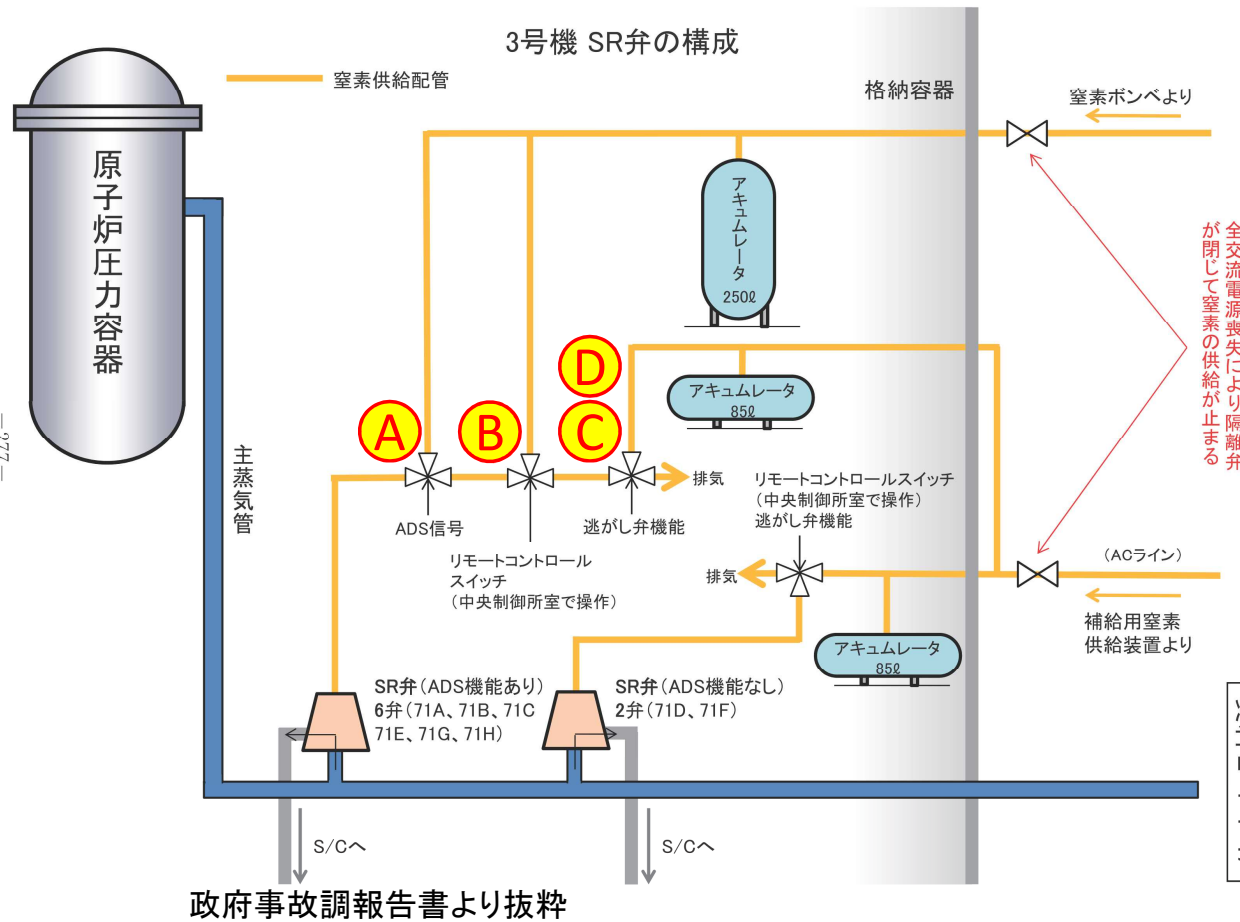 3号機 SR弁の構成
窒素供給配管
格納容器
窒素ボンベより
原子炉圧力容器
アキュムレータ
250ℓ
全交流電源喪失により隔離弁
が閉じて窒素の供給が止まる
D
アキュムレータ
85ℓ
A
B
C
主蒸気管
排気
リモートコントロールスイッチ
(中央制御所室で操作)
逃がし弁機能
ADS信号
逃がし弁機能
リモートコントロール
スイッチ
(中央制御所室で操作)
排気
(ACライン)
補給用窒素
供給装置より
アキュムレータ
85ℓ
SR弁(ADS機能あり)
6弁(71A、71B、71C
71E、71G、71H)
SR弁(ADS機能なし)
2弁(71D、71F)
S/Cへ
S/Cへ
政府事故調報告書より抜粋